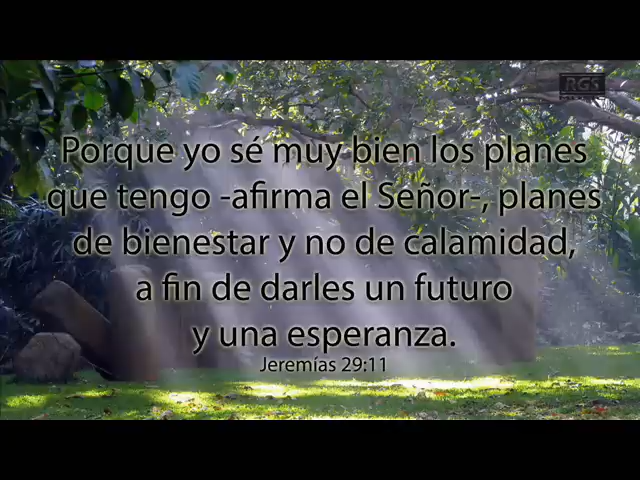 RGS
Porque yo sé muy bien los planes
que tengo -afirma el Señor-, planes
de bienestar y no de calamidad,
a fin de darles un futuro
y una esperanza.
Jeremías 29:11